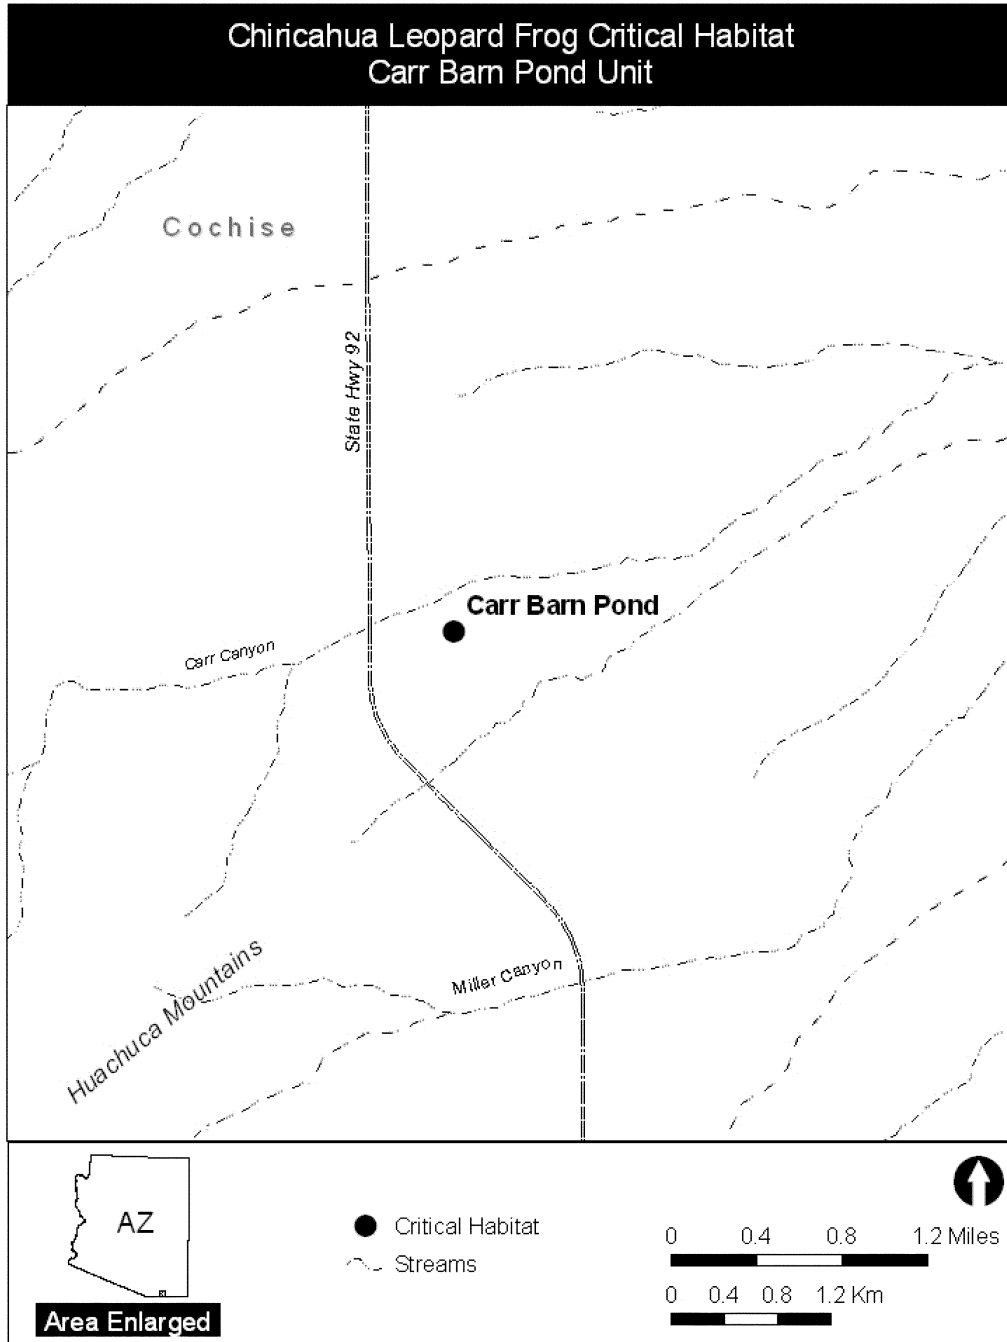 Chiricahua Leopard Frog Critical Habitat
Carr Barn Pond Unit
Cochise
State Hwy 92
Carr Barn Pond
Carr Canyon
Miller Canyon
Huachuca Mountains
AZ
Area Enlarged
Critical Habitat
Streams
0 0.4 0.8 1.2 Miles
0 0.4 0.8 1.2 Km